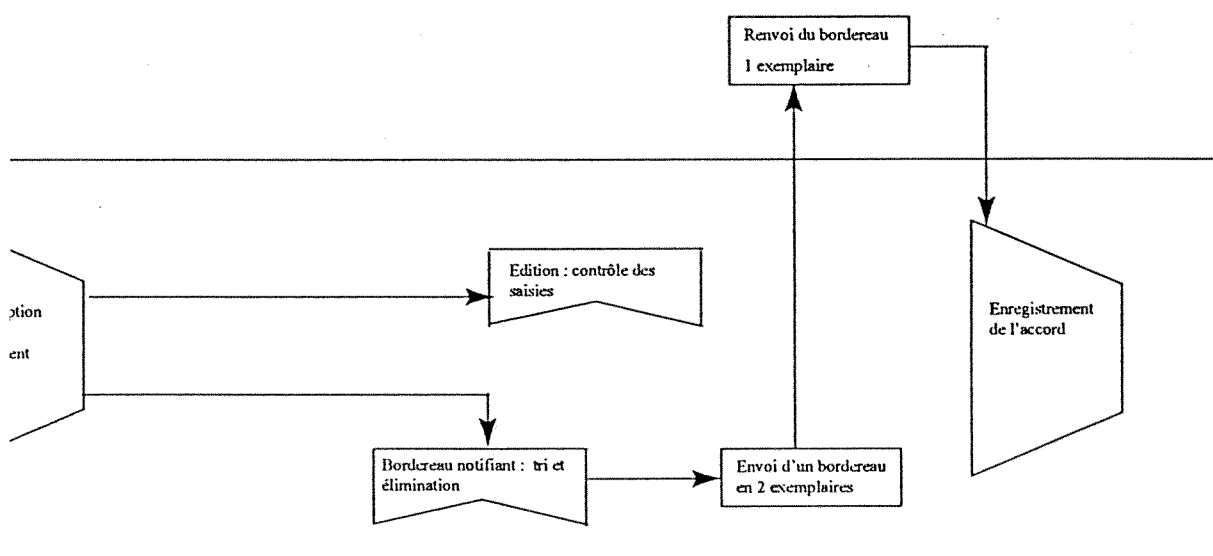 Renvoi du bordereau
1 exemplaire
Edition : contrôle des
saisies
ption
ent
Enregistrement
de l'accord
Bordereau notifiant : tri et
élimination
Envoi d'un bordereau
en 2 exemplaires